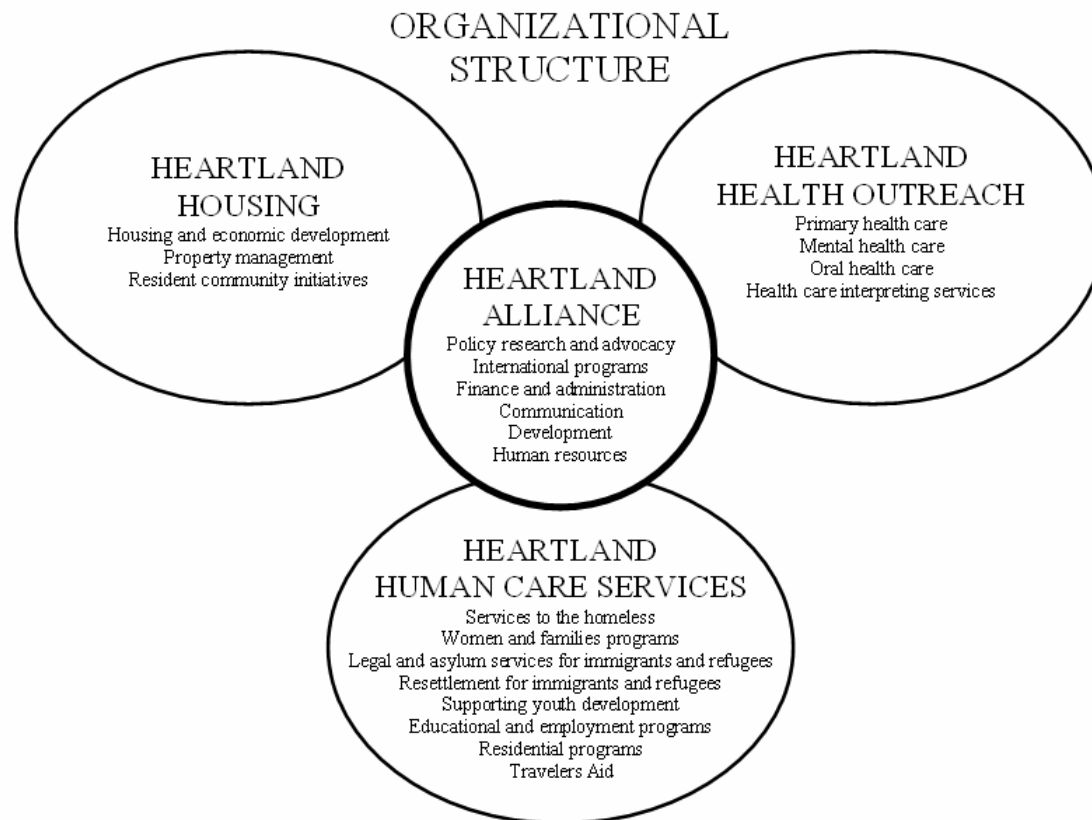 ORGANIZATIONAL
STRUCTURE
HEARTLAND
HOUSING
Housing and economic development
Property management
Resident community initiatives
HEARTLAND
HEALTH OUTREACH
Primary health care
Mental health care
Oral health care
Health care interpreting services
HEARTLAND
ALLIANCE
Policy research and advocacy
International programs
Finance and administration
Communication
Development
Human resources
HEARTLAND
HUMAN CARE SERVICES
Services to the homeless
Women and families programs
Legal and asylum services for immigrants and refugees
Resettlement for immigrants and refugees
Supporting youth development
Educational and employment programs
Residential programs
Travelers Aid